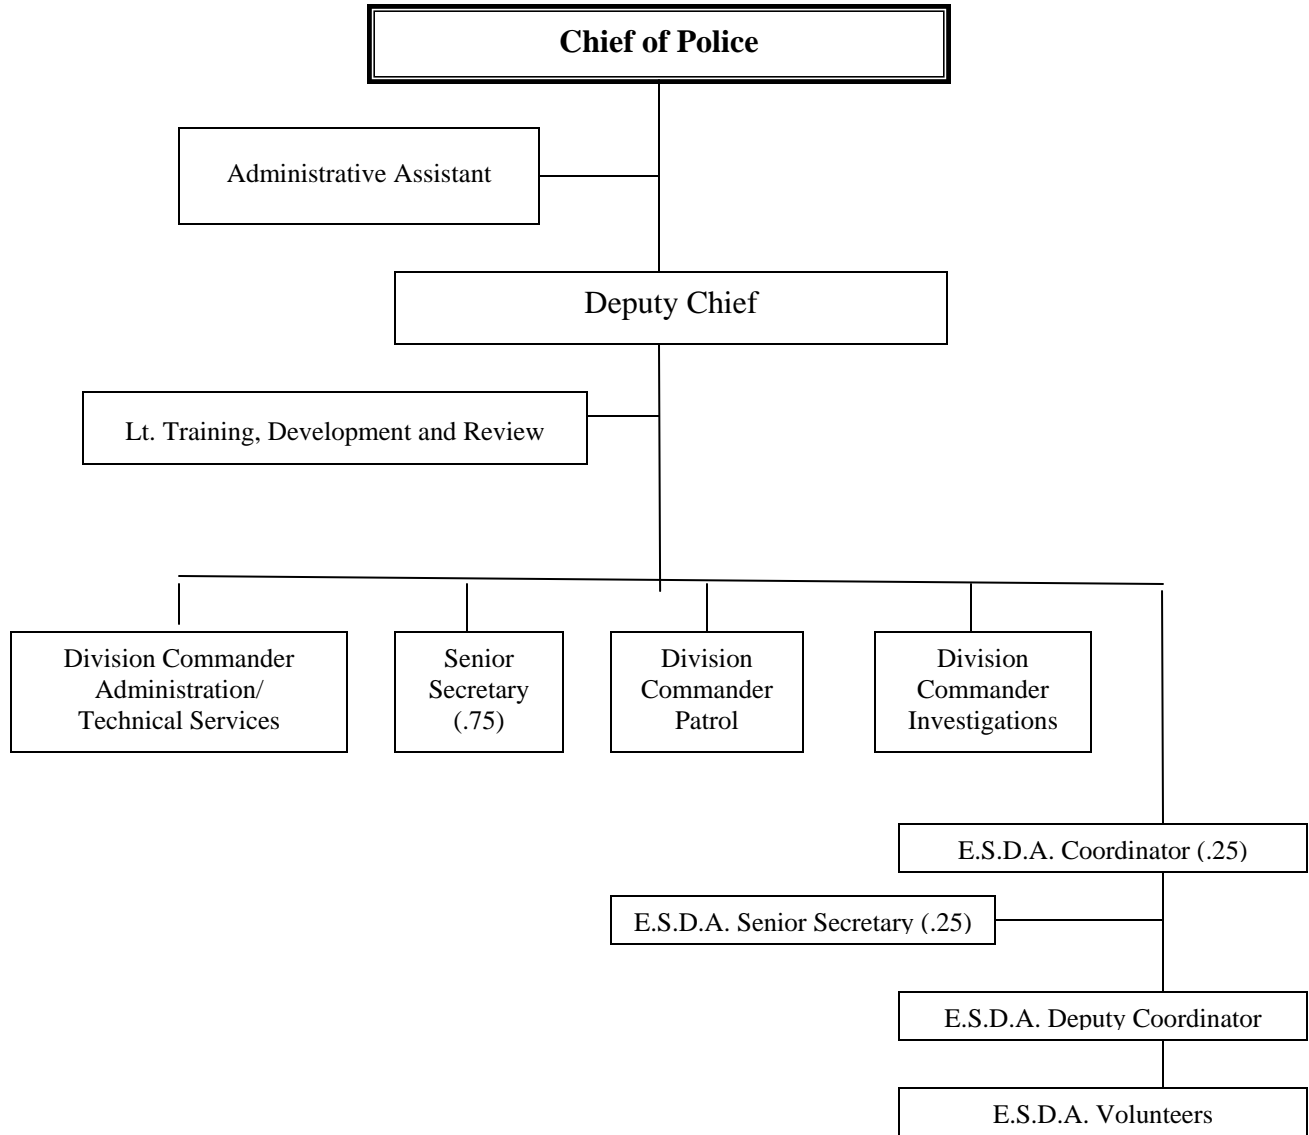 Chief of Police
Administrative Assistant
Deputy Chief
Lt. Training, Development and Review
Division Commander
Administration/
Technical Services
Senior
Secretary
(.75)
Division
Commander
Patrol
Division
Commander
Investigations
E.S.D.A. Coordinator (.25)
E.S.D.A. Senior Secretary (.25)
E.S.D.A. Deputy Coordinator
E.S.D.A. Volunteers